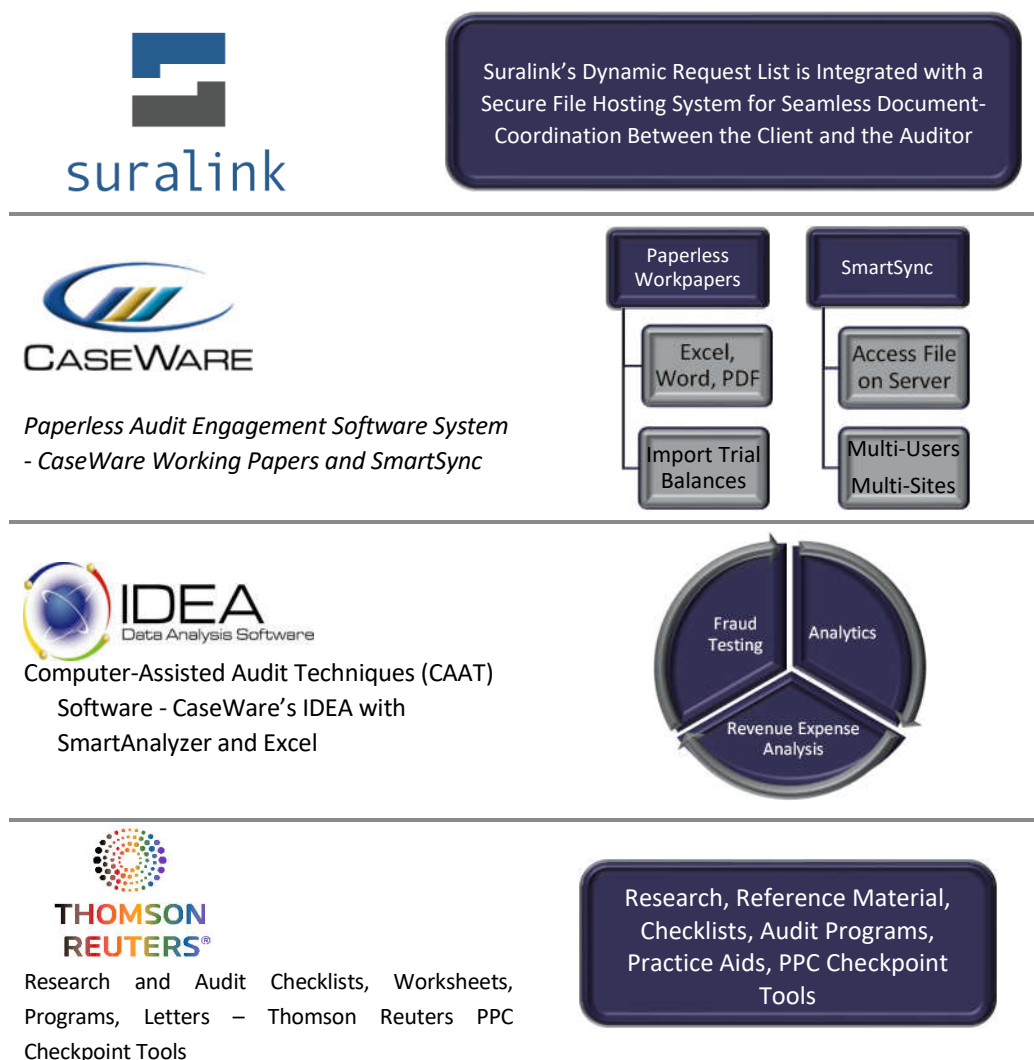 suralink
Suralink’s Dynamic Request List is Integrated with a
Secure File Hosting System for Seamless Document-
Coordination Between the Client and the Auditor
CASEWARE
Paperless Audit Engagement Software System
- CaseWare Working Papers and SmartSync
Paperless
Workpapers
Excel,
Word, PDF
Import Trial
Balances
SmartSync
Access File
on Server
Multi-Users
Multi-Sites
IDEA
Data Analysis Software
Computer-Assisted Audit Techniques (CAAT)
Software - CaseWare’s IDEA with
SmartAnalyzer and Excel
Fraud
Testing
Analytics
Revenue Expense
Analysis
THOMSON
REUTERS®
Research and Audit Checklists, Worksheets,
Programs, Letters – Thomson Reuters PPC
Checkpoint Tools
Research, Reference Material,
Checklists, Audit Programs,
Practice Aids, PPC Checkpoint
Tools